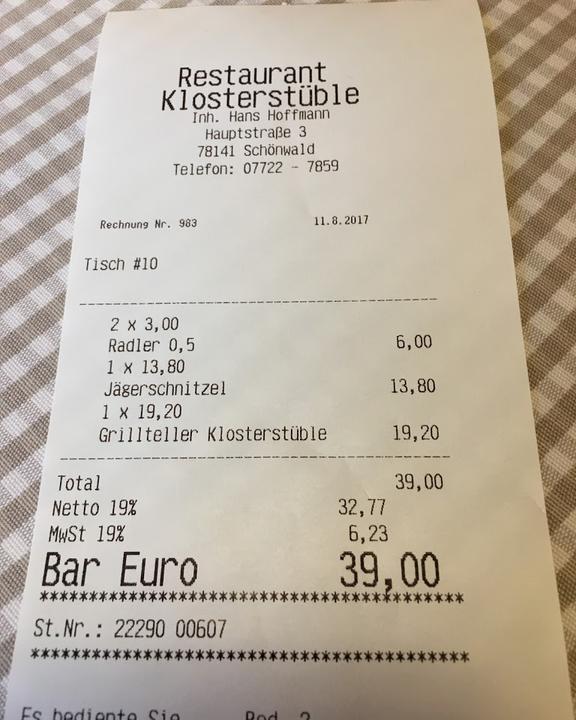 Restaurant
Klosterstüble
Inh. Hans Hoffmann
Hauptstraße 3
78141 Schönwald
Telefon: 07722 - 7859
Rechnung Nr. 983 11.8.2017
Tisch #10
2 x 3,00
Radler 0,5 6,00
1 x 13,80
Jägerschnitzel 13,80
1 x 19,20
Grillteller Klosterstüble 19,20
Total 39,00
Netto 19% 32,77
MwSt 19% 6,23
Bar Euro 39,00
****************************************
St.Nr.: 22290 00607
****************************************
Es bediente Sie